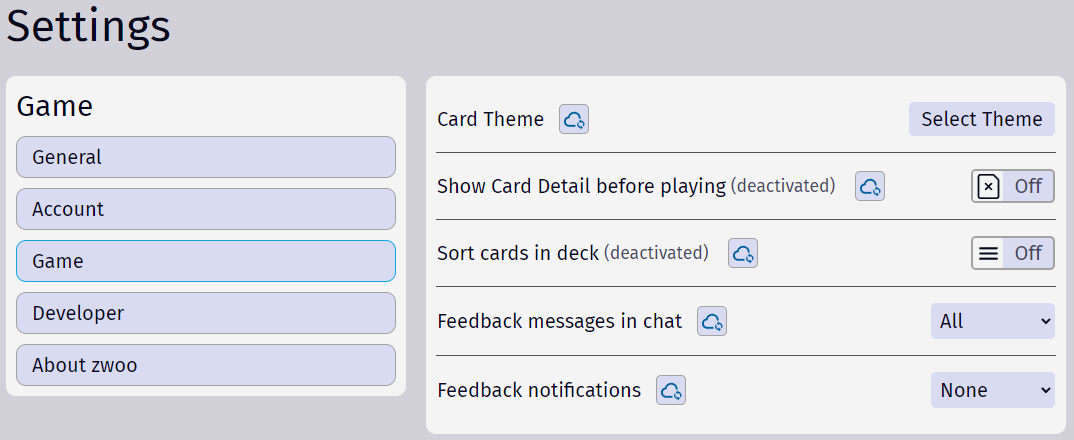 Settings
Game
General
Account
Game
Developer
About zwoo
Card Theme Select Theme
Show Card Detail before playing (deactivated) Off
Sort cards in deck (deactivated) Off
Feedback messages in chat All
Feedback notifications None